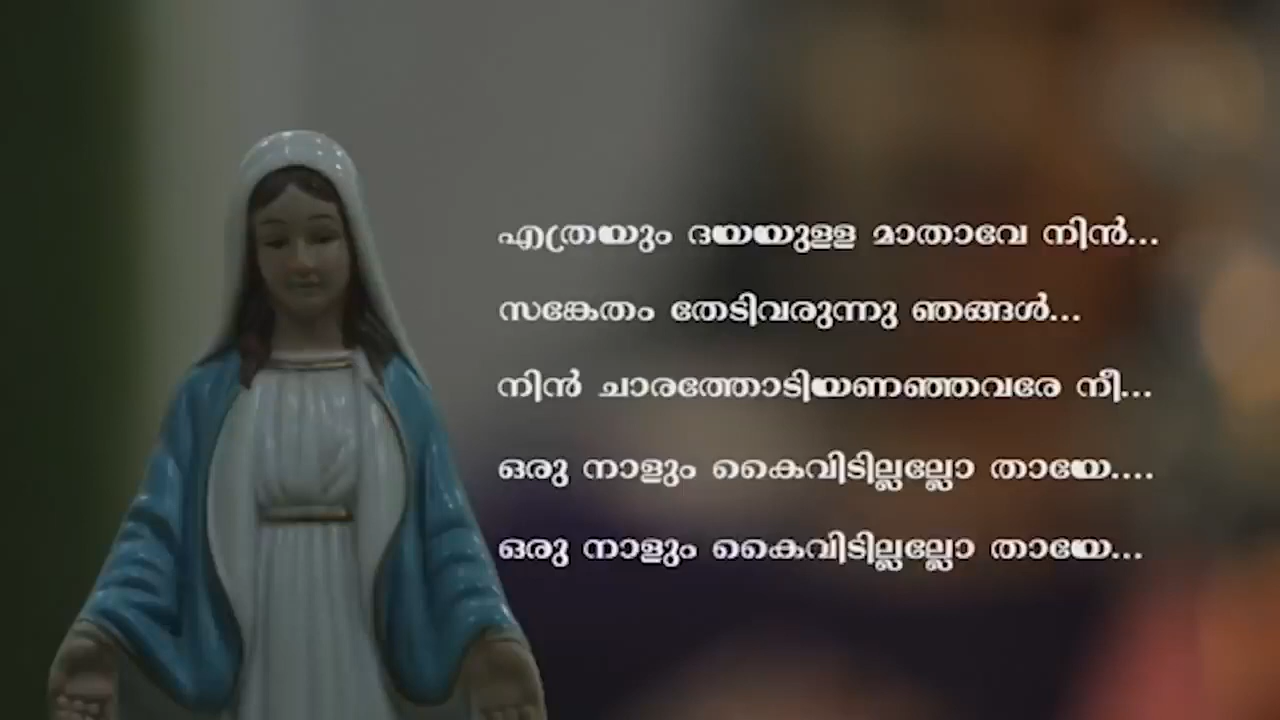 എത്രയും ദയയുള്ള മാതാവേ നിൻ...
സങ്കേതം തേടിവരുന്നു ഞങ്ങൾ...
നിൻ ചാരത്തോടിയണഞ്ഞവരേ നീ...
ഒരു നാളും കൈവിടില്ലല്ലോ തായേ....
ഒരു നാളും കൈവിടില്ലല്ലോ തായേ...